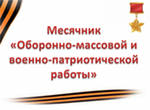 Месячник
«Оборонно-массовой и
военно-патриотической
работы»